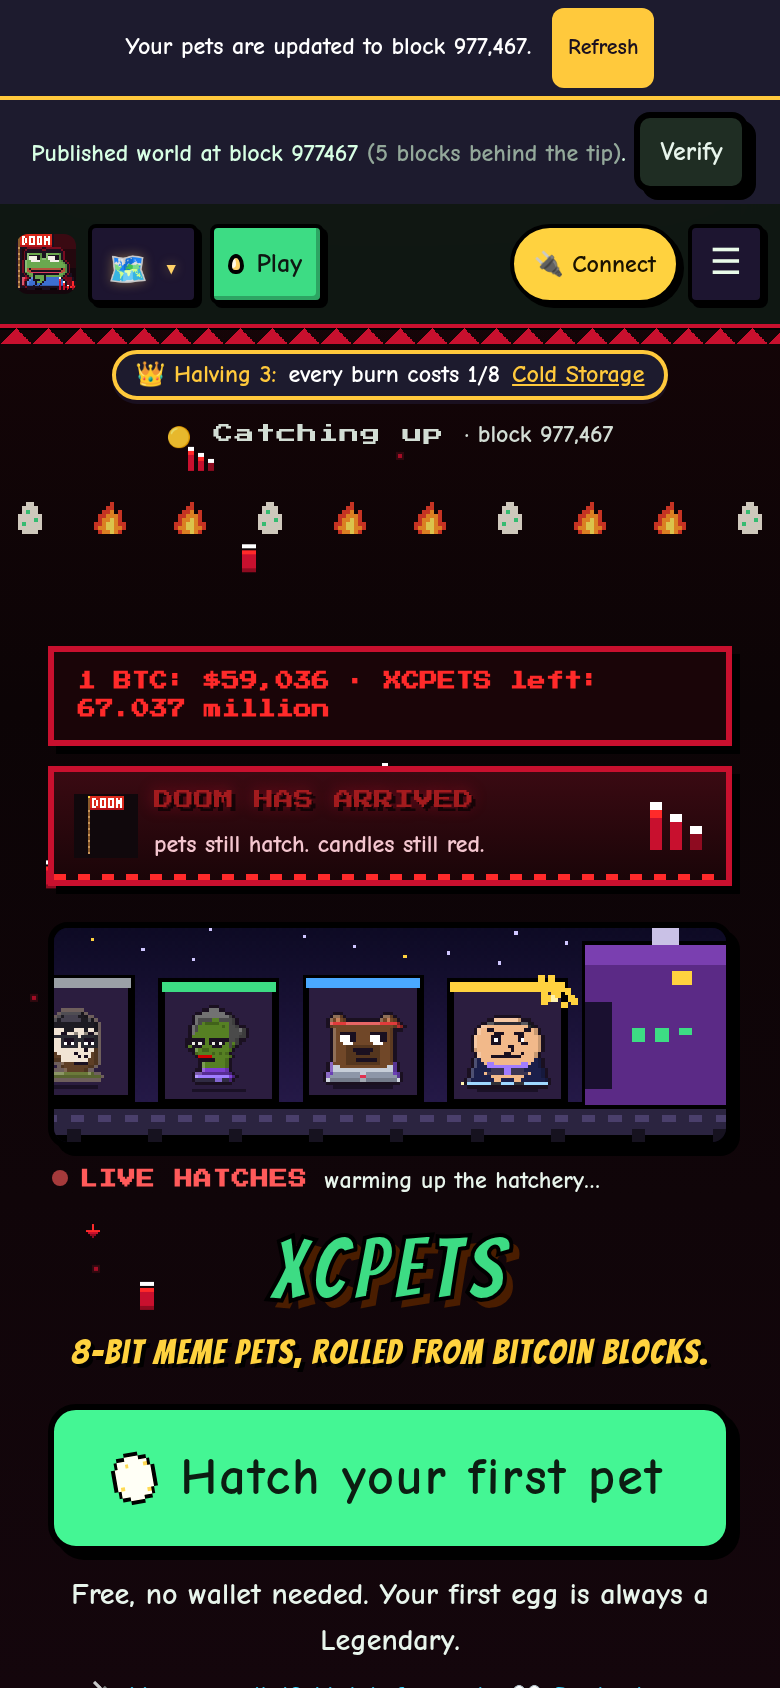 Your pets are updated to block 977,467.
Refresh
Published world at block 977467 (5 blocks behind the tip).
Verify
DOOM
Play
Connect
Halving 3: every burn costs 1/8 Cold Storage
Catching up · block 977,467
1 BTC: $59,036 · XCPETS left:
67.037 million
DOOM
DOOM HAS ARRIVED
pets still hatch. candles still red.
LIVE HATCHES warming up the hatchery...
XCPETS
8-BIT MEME PETS, ROLLED FROM BITCOIN BLOCKS.
Hatch your first pet
Free, no wallet needed. Your first egg is always a
Legendary.